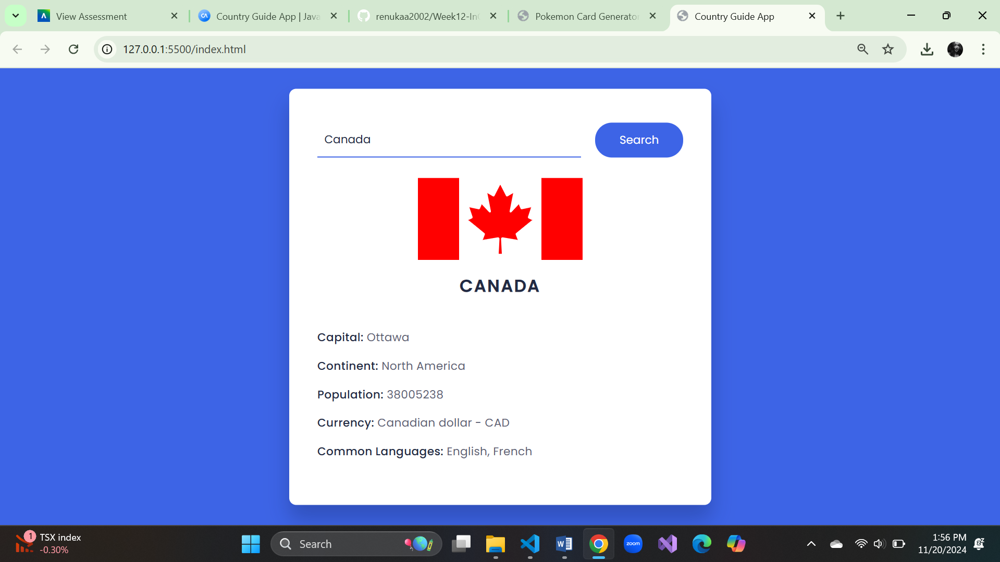 View Assessment
Country Guide App | Java
renukaa2002/Week12-In
Pokemon Card Generator
Country Guide App
127.0.0.1:5500/index.html
Canada
Search
CANADA
Capital: Ottawa
Continent: North America
Population: 38005238
Currency: Canadian dollar - CAD
Common Languages: English, French
1
TSX index
-0.30%
Search
W
zoom
1:56 PM
11/20/2024